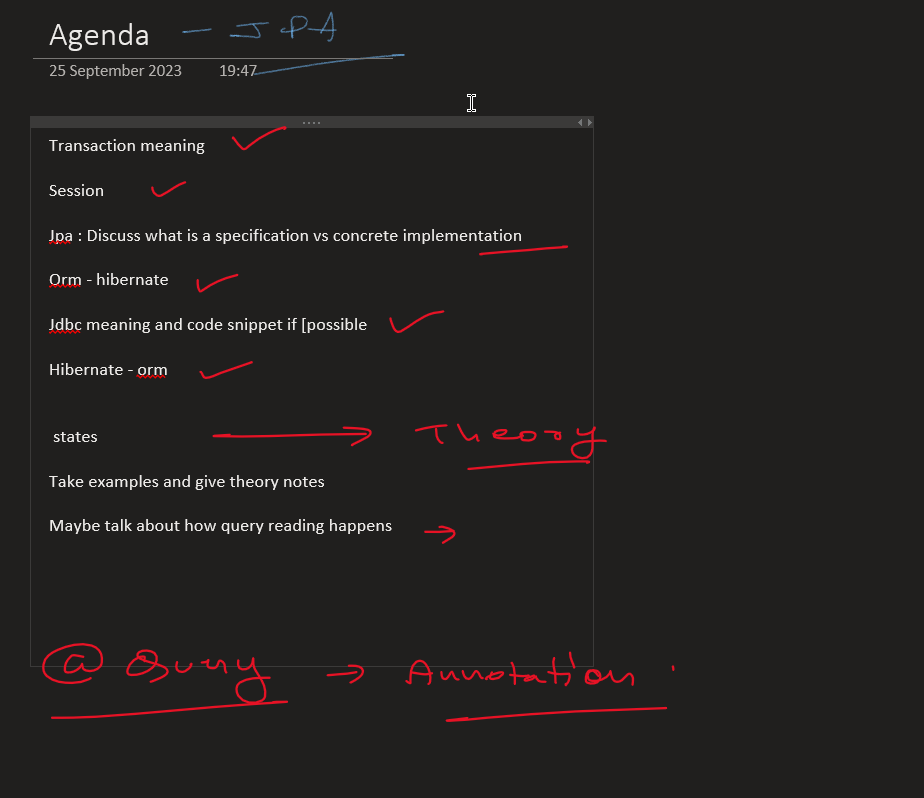 Agenda - JPA
25 September 2023 19:47
Transaction meaning
Session
Jpa : Discuss what is a specification vs concrete implementation
Orm - hibernate
Jdbc meaning and code snippet if [possible
Hibernate - orm
states → Theory
Take examples and give theory notes
Maybe talk about how query reading happens →
@ Query → Annotation